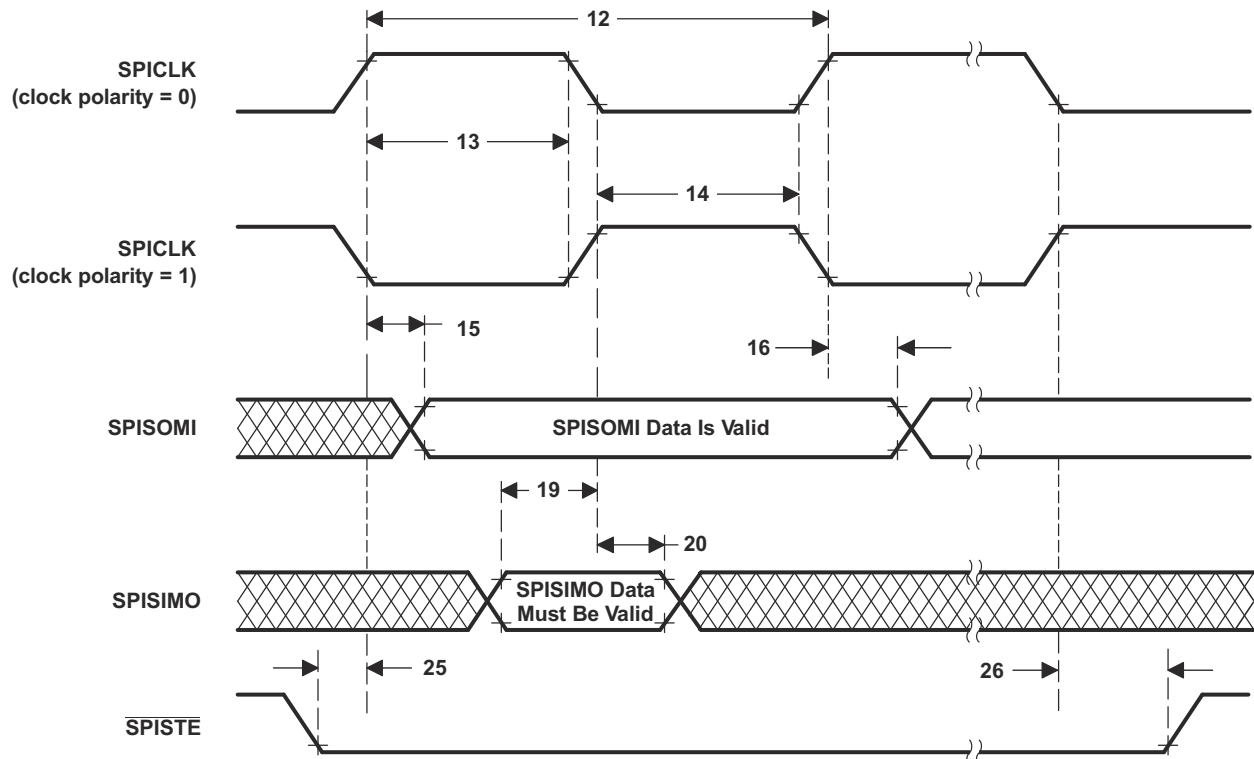 12
SPICLK
(clock polarity = 0)
13
14
SPICLK
(clock polarity = 1)
15
16
SPISOMI
SPISOMI Data Is Valid
19
20
SPISIMO
SPISIMO Data
Must Be Valid
25
26
SPISTE